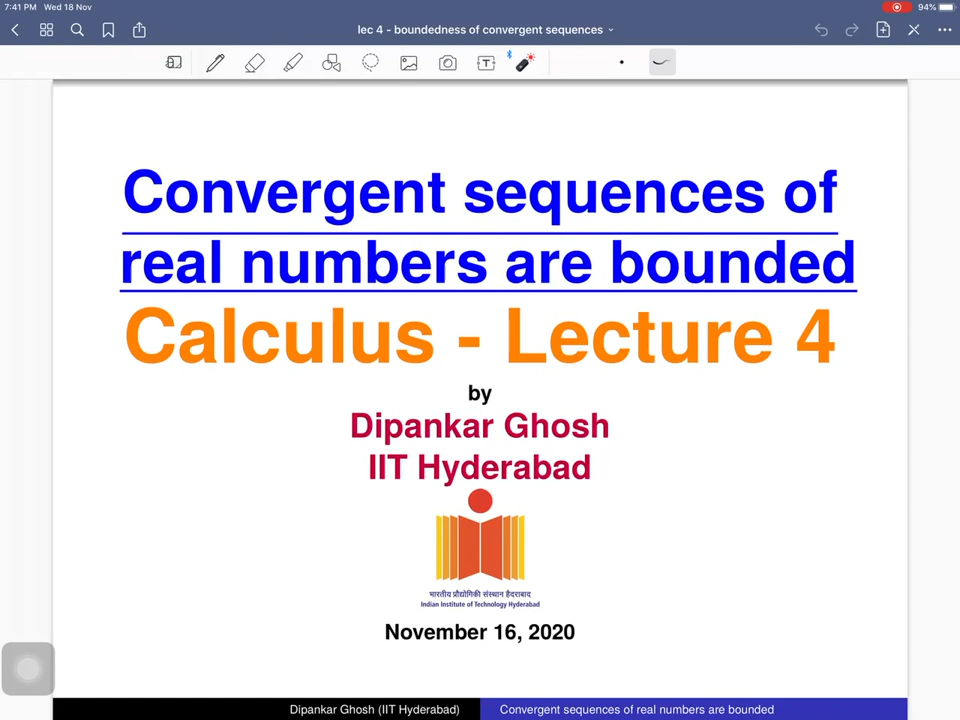 7:41 PM Wed 18 Nov
94%
lec 4 - boundedness of convergent sequences
T
Convergent sequences of
real numbers are bounded
Calculus - Lecture 4
by
Dipankar Ghosh
IIT Hyderabad
भारतीय प्रौद्योगिकी संस्थान हैदराबाद
Indian Institute of Technology Hyderabad
November 16, 2020
Dipankar Ghosh (IIT Hyderabad)
Convergent sequences of real numbers are bounded